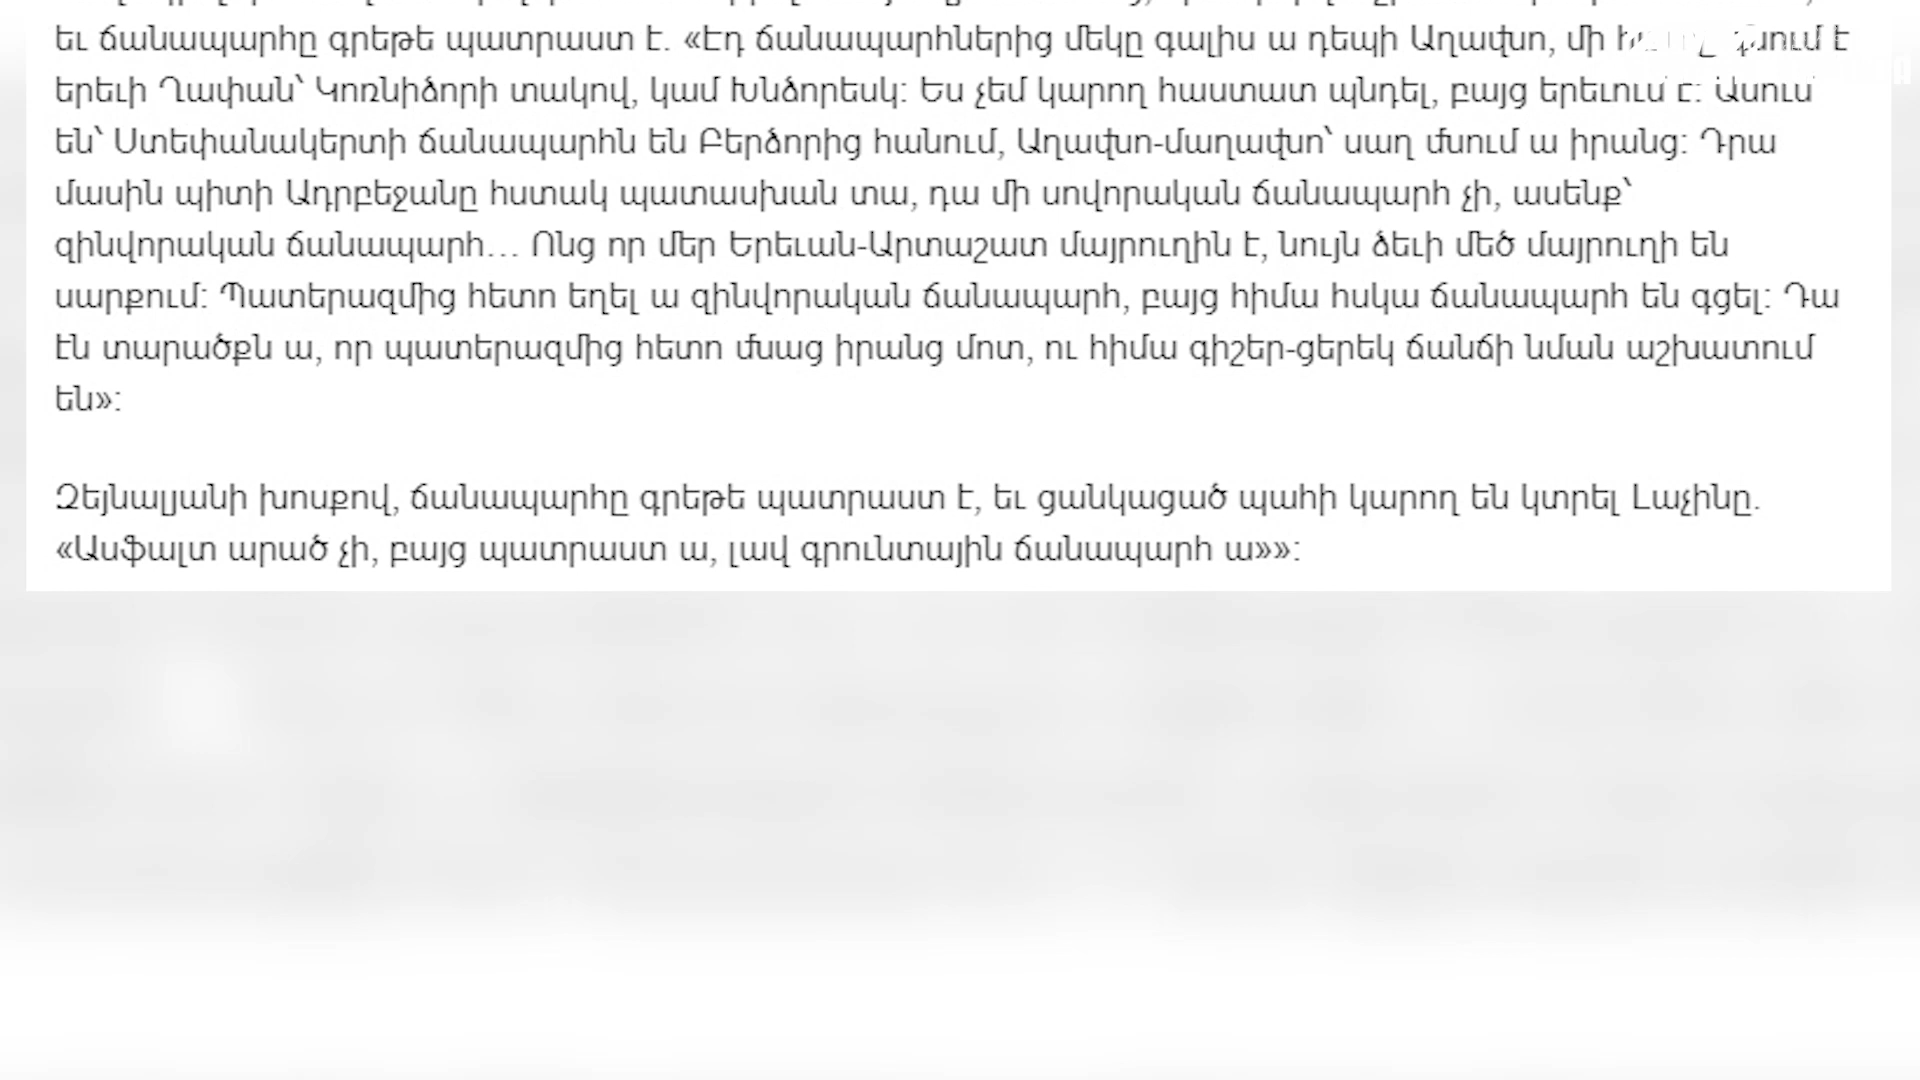 եւ ճանապարհը գրեթե պատրաստ է. «Էդ ճանապարհներից մեկը գալիս ա դեպի Աղավնո, մի
երեւի Ղափան՝ Կոռնիձորի տակով, կամ Խնձորեսկ: Ես չեմ կարող հաստատ պնդել, բայց երեւում է: Ասում
են՝ Ստեփանակերտի ճանապարհն են Բերձորից հանում, Աղավնո-մաղավնո՝ սաղ մնում ա իրանց: Դրա
մասին պիտի Ադրբեջանը հստակ պատասխան տա, դա մի սովորական ճանապարհ չի, ասենք՝
զինվորական ճանապարհ… Ոնց որ մեր Երեւան-Արտաշատ մայրուղին է, նույն ձեւի մեծ մայրուղի են
սարքում: Պատերազմից հետո եղել ա զինվորական ճանապարհ, բայց հիմա հսկա ճանապարհ են գցել: Դա
էն տարածքն ա, որ պատերազմից հետո մնաց իրանց մոտ, ու հիմա գիշեր-ցերեկ ճանճի նման աշխատում
են»:
Զեյնալյանի խոսքով, ճանապարհը գրեթե պատրաստ է, եւ ցանկացած պահի կարող են կտրել Լաչինը.
«Ասֆալտ արած չի, բայց պատրաստ ա, լավ գրունտային ճանապարհ ա»»: